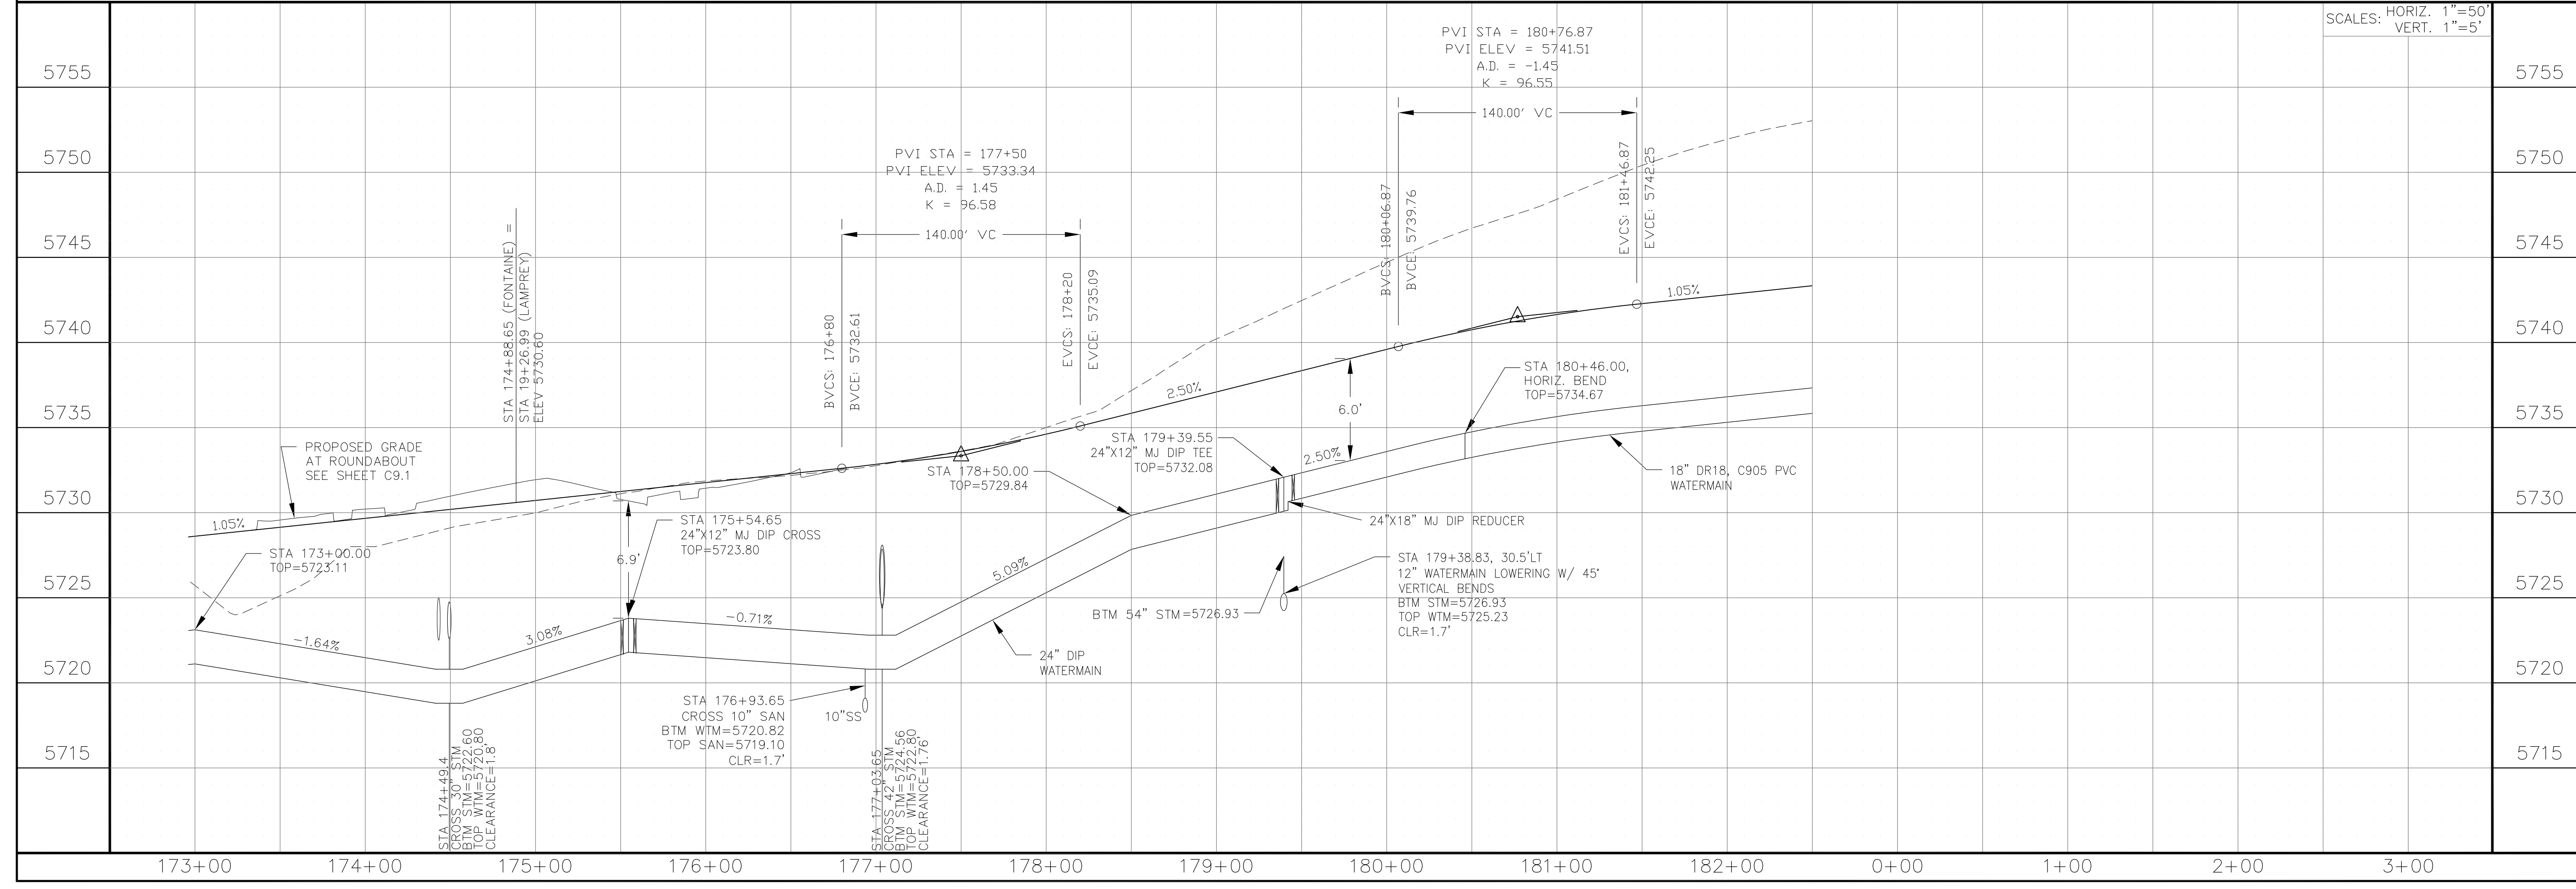 SCALES: HORIZ. 1"=50'
VERT. 1"=5'
PVI STA = 180+76.87
PVI ELEV = 5741.51
A.D. = -1.45
K = 96.55
140.00' VC
BVCS: 180+06.87
BVCE: 5739.76
EVCS: 181+46.87
EVCE: 5742.25
PVI STA = 177+50
PVI ELEV = 5733.34
A.D. = 1.45
K = 96.58
140.00' VC
BVCS: 176+80
BVCE: 5732.61
EVCS: 178+20
EVCE: 5735.09
STA 174+88.65 (FONTAINE) =
STA 19+26.99 (LAMPREY)
ELEV 5730.60
5755
5750
5745
5740
5735
5730
5725
5720
5715
5755
5750
5745
5740
5735
5730
5725
5720
5715
PROPOSED GRADE
AT ROUNDABOUT
SEE SHEET C9.1
1.05%
2.50%
1.05%
STA 173+00.00
TOP=5723.11
-1.64%
3.08%
6.9'
STA 175+54.65
24"X12" MJ DIP CROSS
TOP=5723.80
-0.71%
5.09%
STA 178+50.00
TOP=5729.84
STA 179+39.55
24"X12" MJ DIP TEE
TOP=5732.08
2.50%
6.0'
STA 180+46.00,
HORIZ. BEND
TOP=5734.67
18" DR18, C905 PVC
WATERMAIN
24"X18" MJ DIP REDUCER
STA 179+38.83, 30.5'LT
12" WATERMAIN LOWERING W/ 45°
VERTICAL BENDS
BTM STM=5726.93
TOP WTM=5725.23
CLR=1.7'
BTM 54" STM=5726.93
24" DIP
WATERMAIN
STA 176+93.65
CROSS 10" SAN
BTM WTM=5720.82
TOP SAN=5719.10
CLR=1.7'
10"SS
STA 174+49.4
CROSS 30" STM
BTM STM=5722.60
TOP WTM=5720.80
CLEARANCE=1.8'
STA 177+03.65
CROSS 42" STM
BTM STM=5724.56
TOP WTM=5722.80
CLEARANCE=1.76'
173+00 174+00 175+00 176+00 177+00 178+00 179+00 180+00 181+00 182+00 0+00 1+00 2+00 3+00